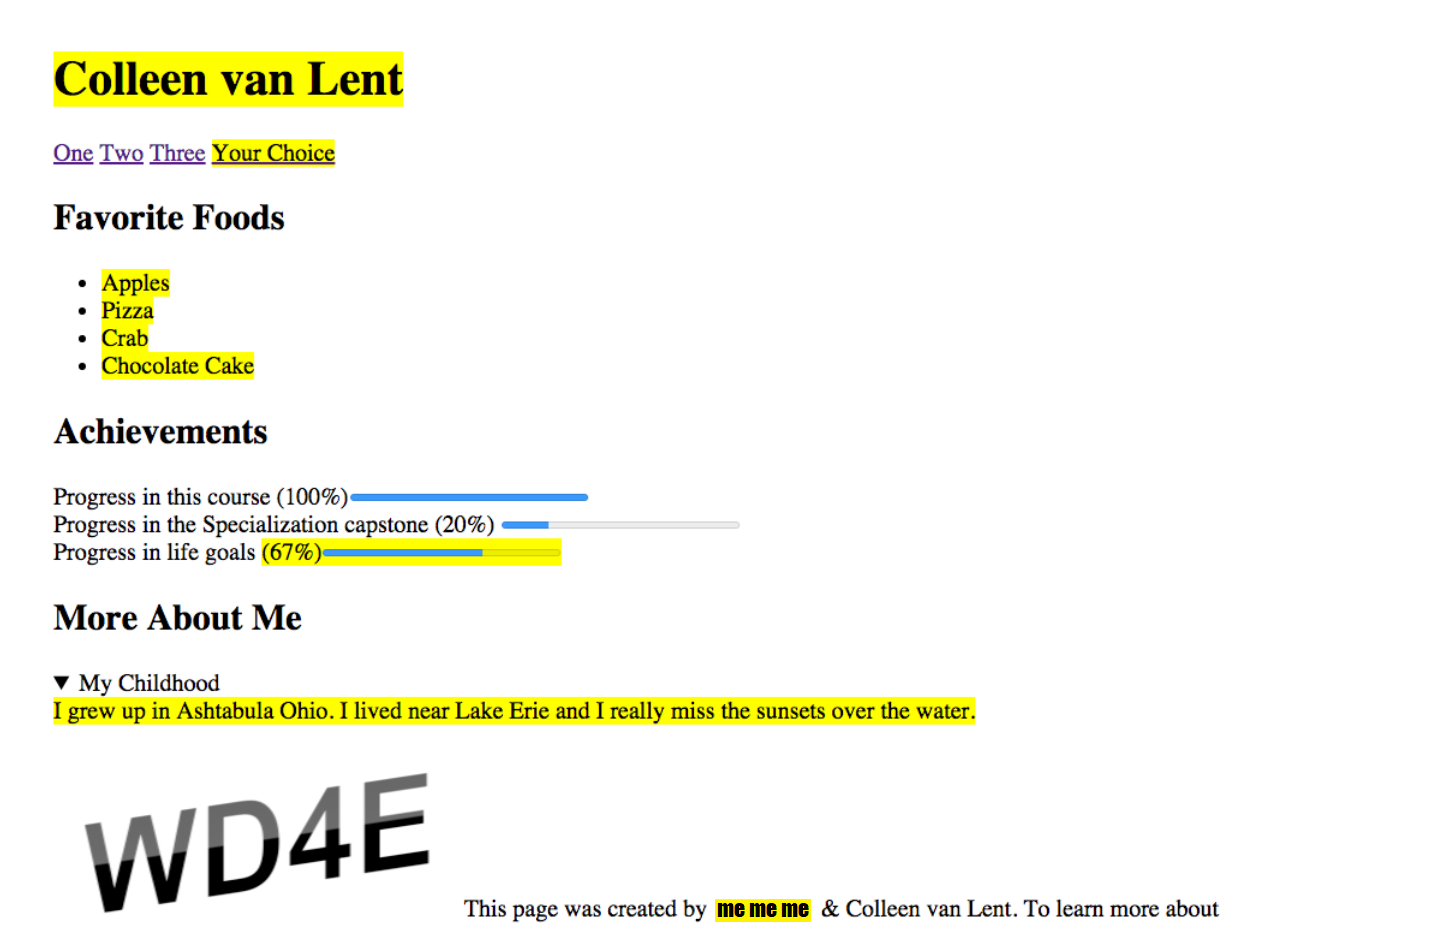 Colleen van Lent
One Two Three Your Choice
Favorite Foods
Apples
Pizza
Crab
Chocolate Cake
Achievements
Progress in this course (100%)
Progress in the Specialization capstone (20%)
Progress in life goals (67%)
More About Me
▼ My Childhood
I grew up in Ashtabula Ohio. I lived near Lake Erie and I really miss the sunsets over the water.
WD4E
This page was created by me me me & Colleen van Lent. To learn more about